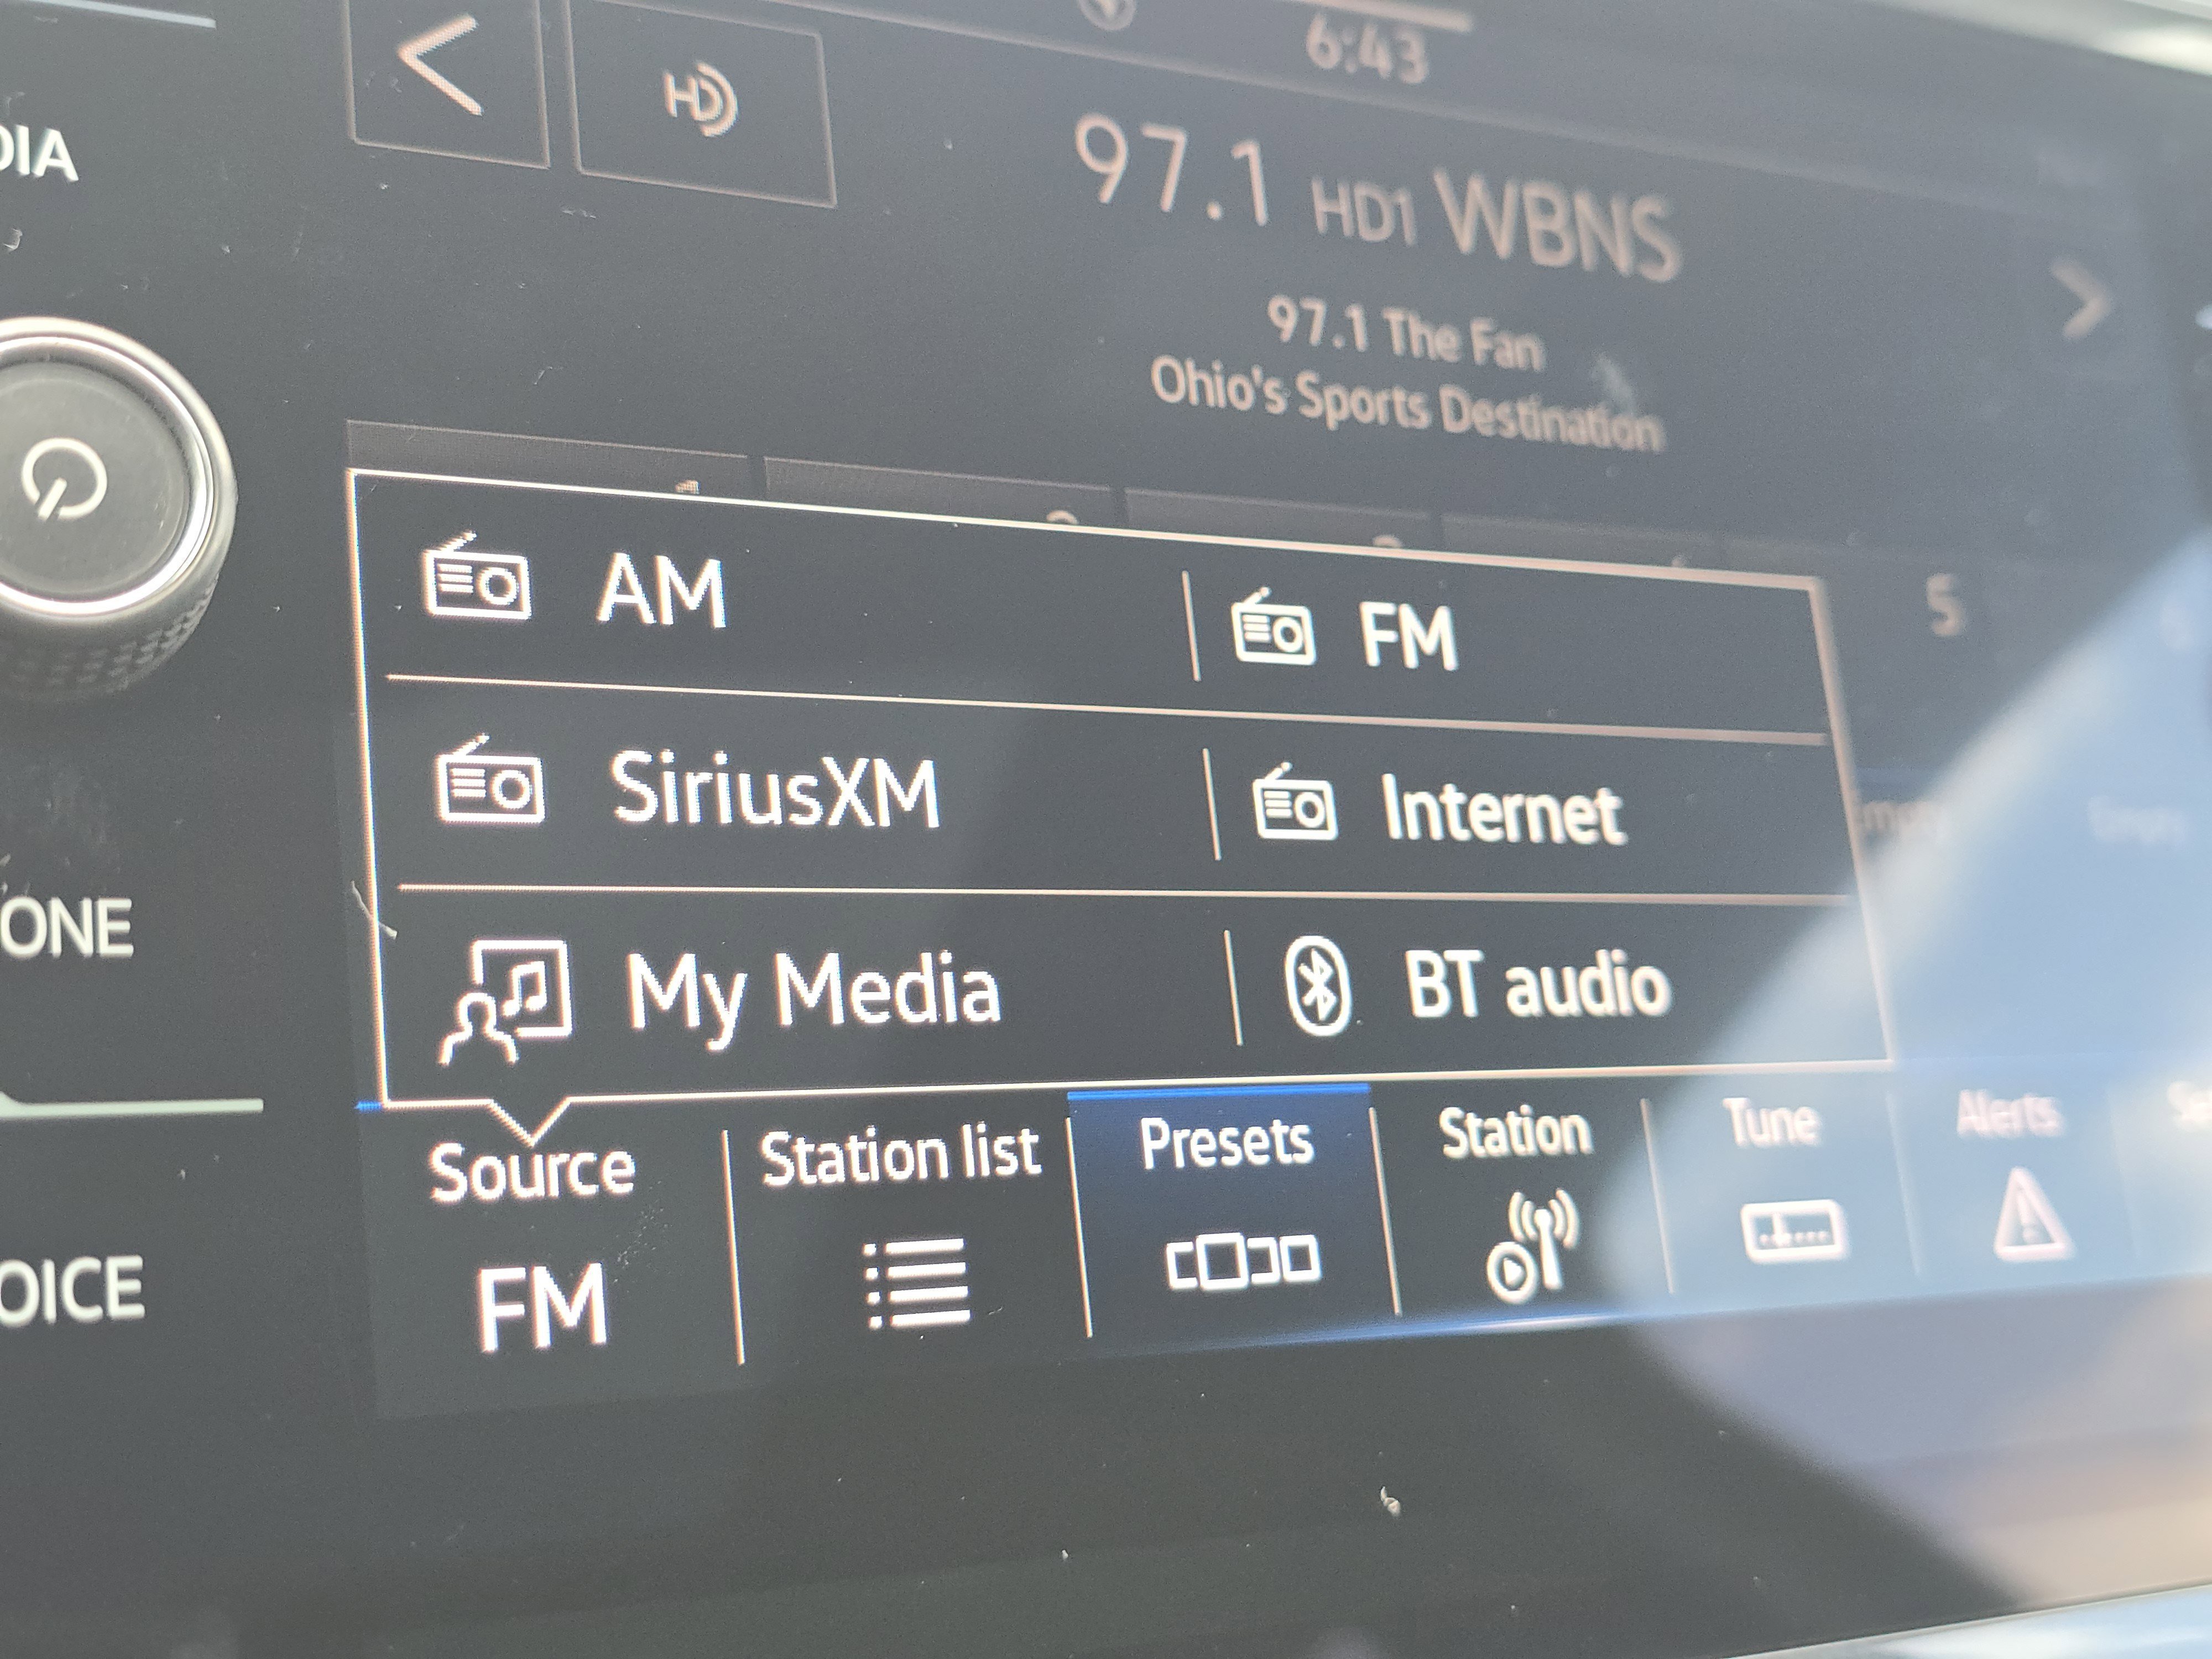 6:43
HD
97.1 HD1 WBNS
97.1 The Fan
Ohio's Sports Destination
DIA
AM
FM
5
SiriusXM
Internet
ONE
My Media
BT audio
Source
Station list
Presets
Station
Tune
Alerts
FM
OICE